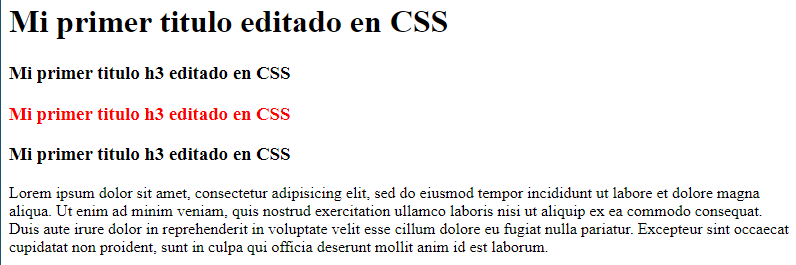 Mi primer titulo editado en CSS
Mi primer titulo h3 editado en CSS
Mi primer titulo h3 editado en CSS
Mi primer titulo h3 editado en CSS
Lorem ipsum dolor sit amet, consectetur adipisicing elit, sed do eiusmod tempor incididunt ut labore et dolore magna
aliqua. Ut enim ad minim veniam, quis nostrud exercitation ullamco laboris nisi ut aliquip ex ea commodo consequat.
Duis aute irure dolor in reprehenderit in voluptate velit esse cillum dolore eu fugiat nulla pariatur. Excepteur sint occaecat
cupidatat non proident, sunt in culpa qui officia deserunt mollit anim id est laborum.